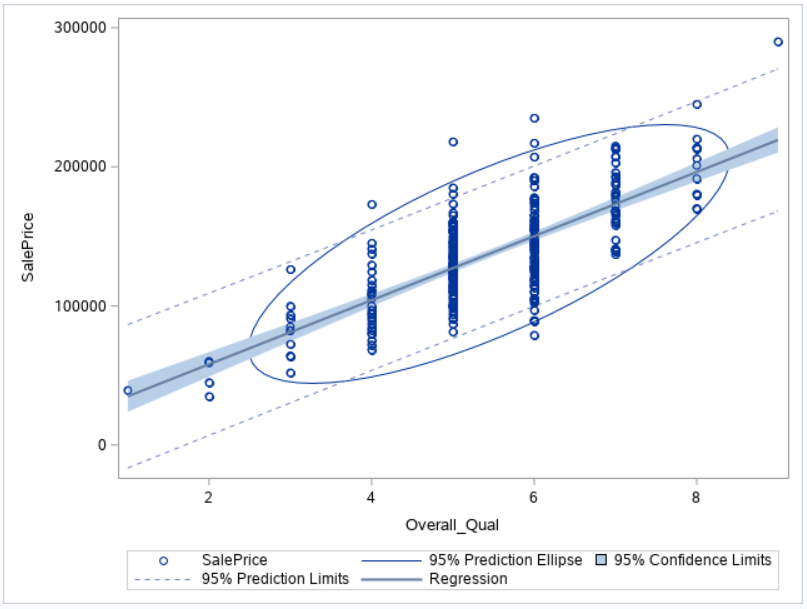 300000
200000
100000
0
SalePrice
2 4 6 8
Overall_Qual
SalePrice 95% Prediction Ellipse 95% Confidence Limits
95% Prediction Limits Regression